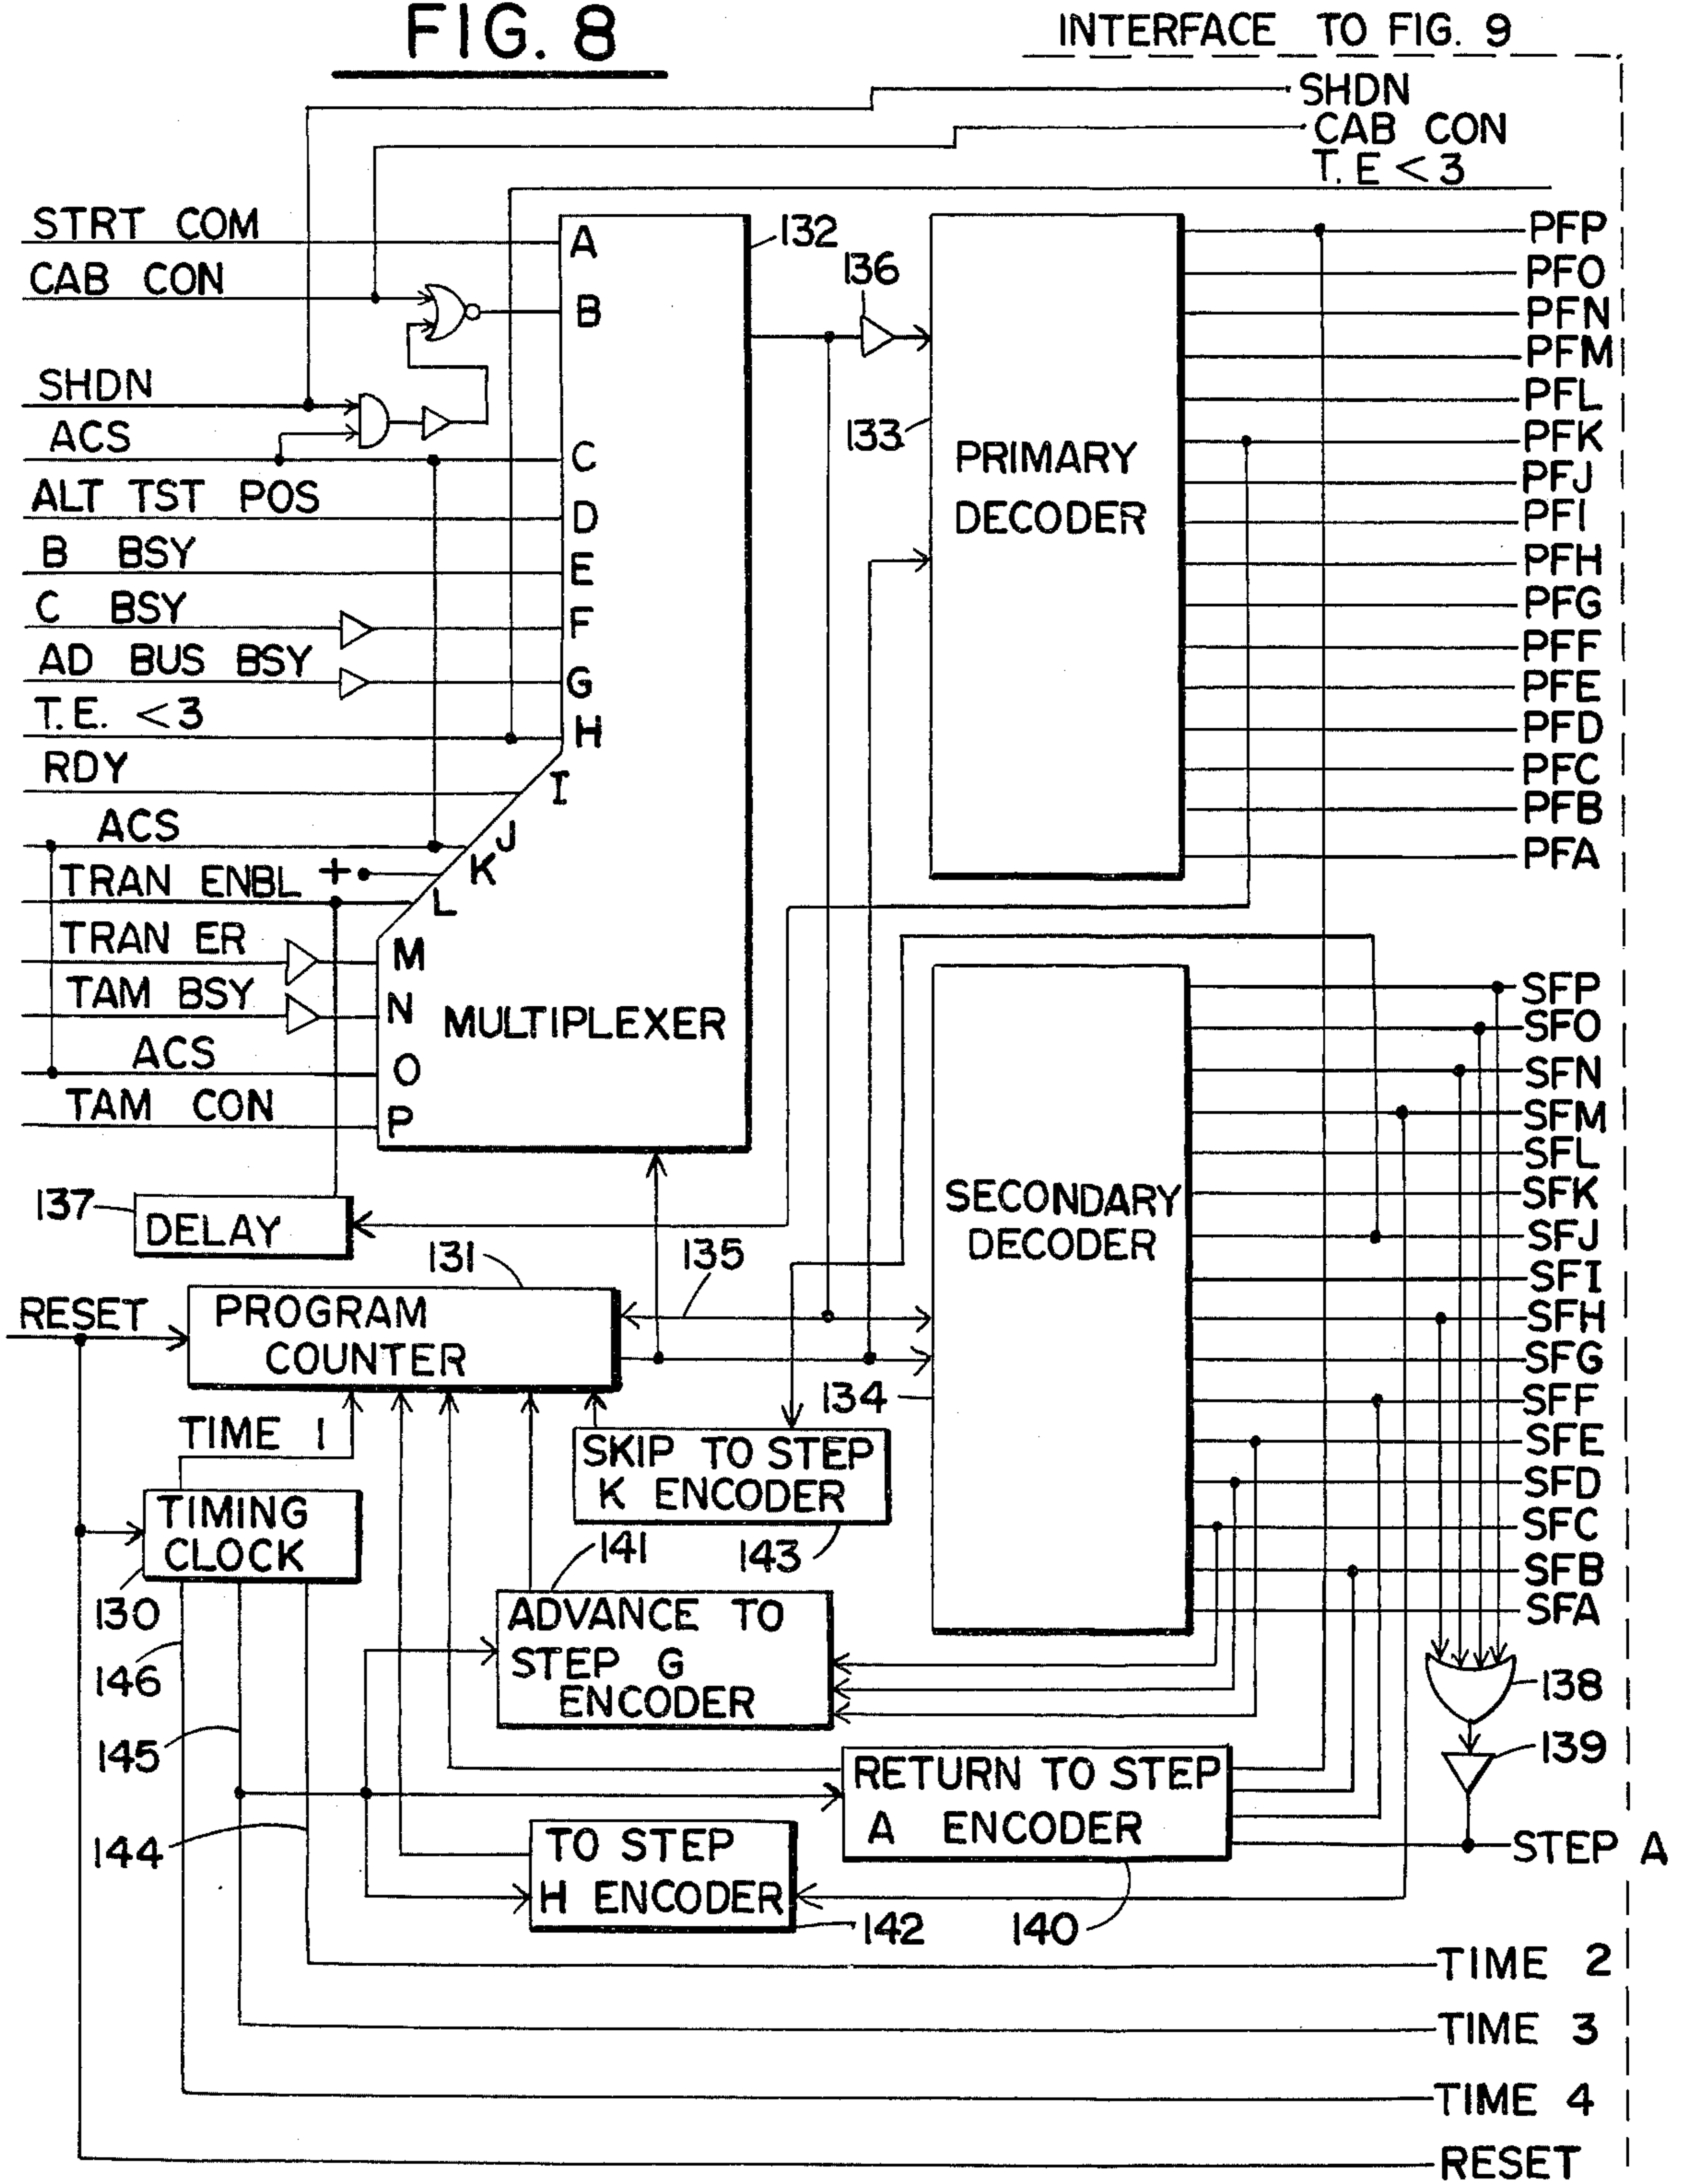 FIG. 8
INTERFACE TO FIG. 9
SHDN
CAB CON
T.E < 3
STRT COM
CAB CON
SHDN
ACS
ALT TST POS
B BSY
C BSY
AD BUS BSY
T.E. <3
RDY
ACS
TRAN ENBL
+
TRAN ER
TAM BSY
ACS
TAM CON
A
B
C
D
E
F
G
H
I
J
K
L
M
N
O
P
MULTIPLEXER
132
136
133
PRIMARY
DECODER
PFP
PFO
PFN
PFM
PFL
PFK
PFJ
PFI
PFH
PFG
PFF
PFE
PFD
PFC
PFB
PFA
137
DELAY
131
135
RESET
PROGRAM
COUNTER
SECONDARY
DECODER
134
SFP
SFO
SFN
SFM
SFL
SFK
SFJ
SFI
SFH
SFG
SFF
SFE
SFD
SFC
SFB
SFA
TIME 1
SKIP TO STEP
K ENCODER
143
TIMING
CLOCK
130
141
ADVANCE TO
STEP G
ENCODER
146
145
144
138
139
RETURN TO STEP
A ENCODER
140
STEP A
TO STEP
H ENCODER
142
TIME 2
TIME 3
TIME 4
RESET